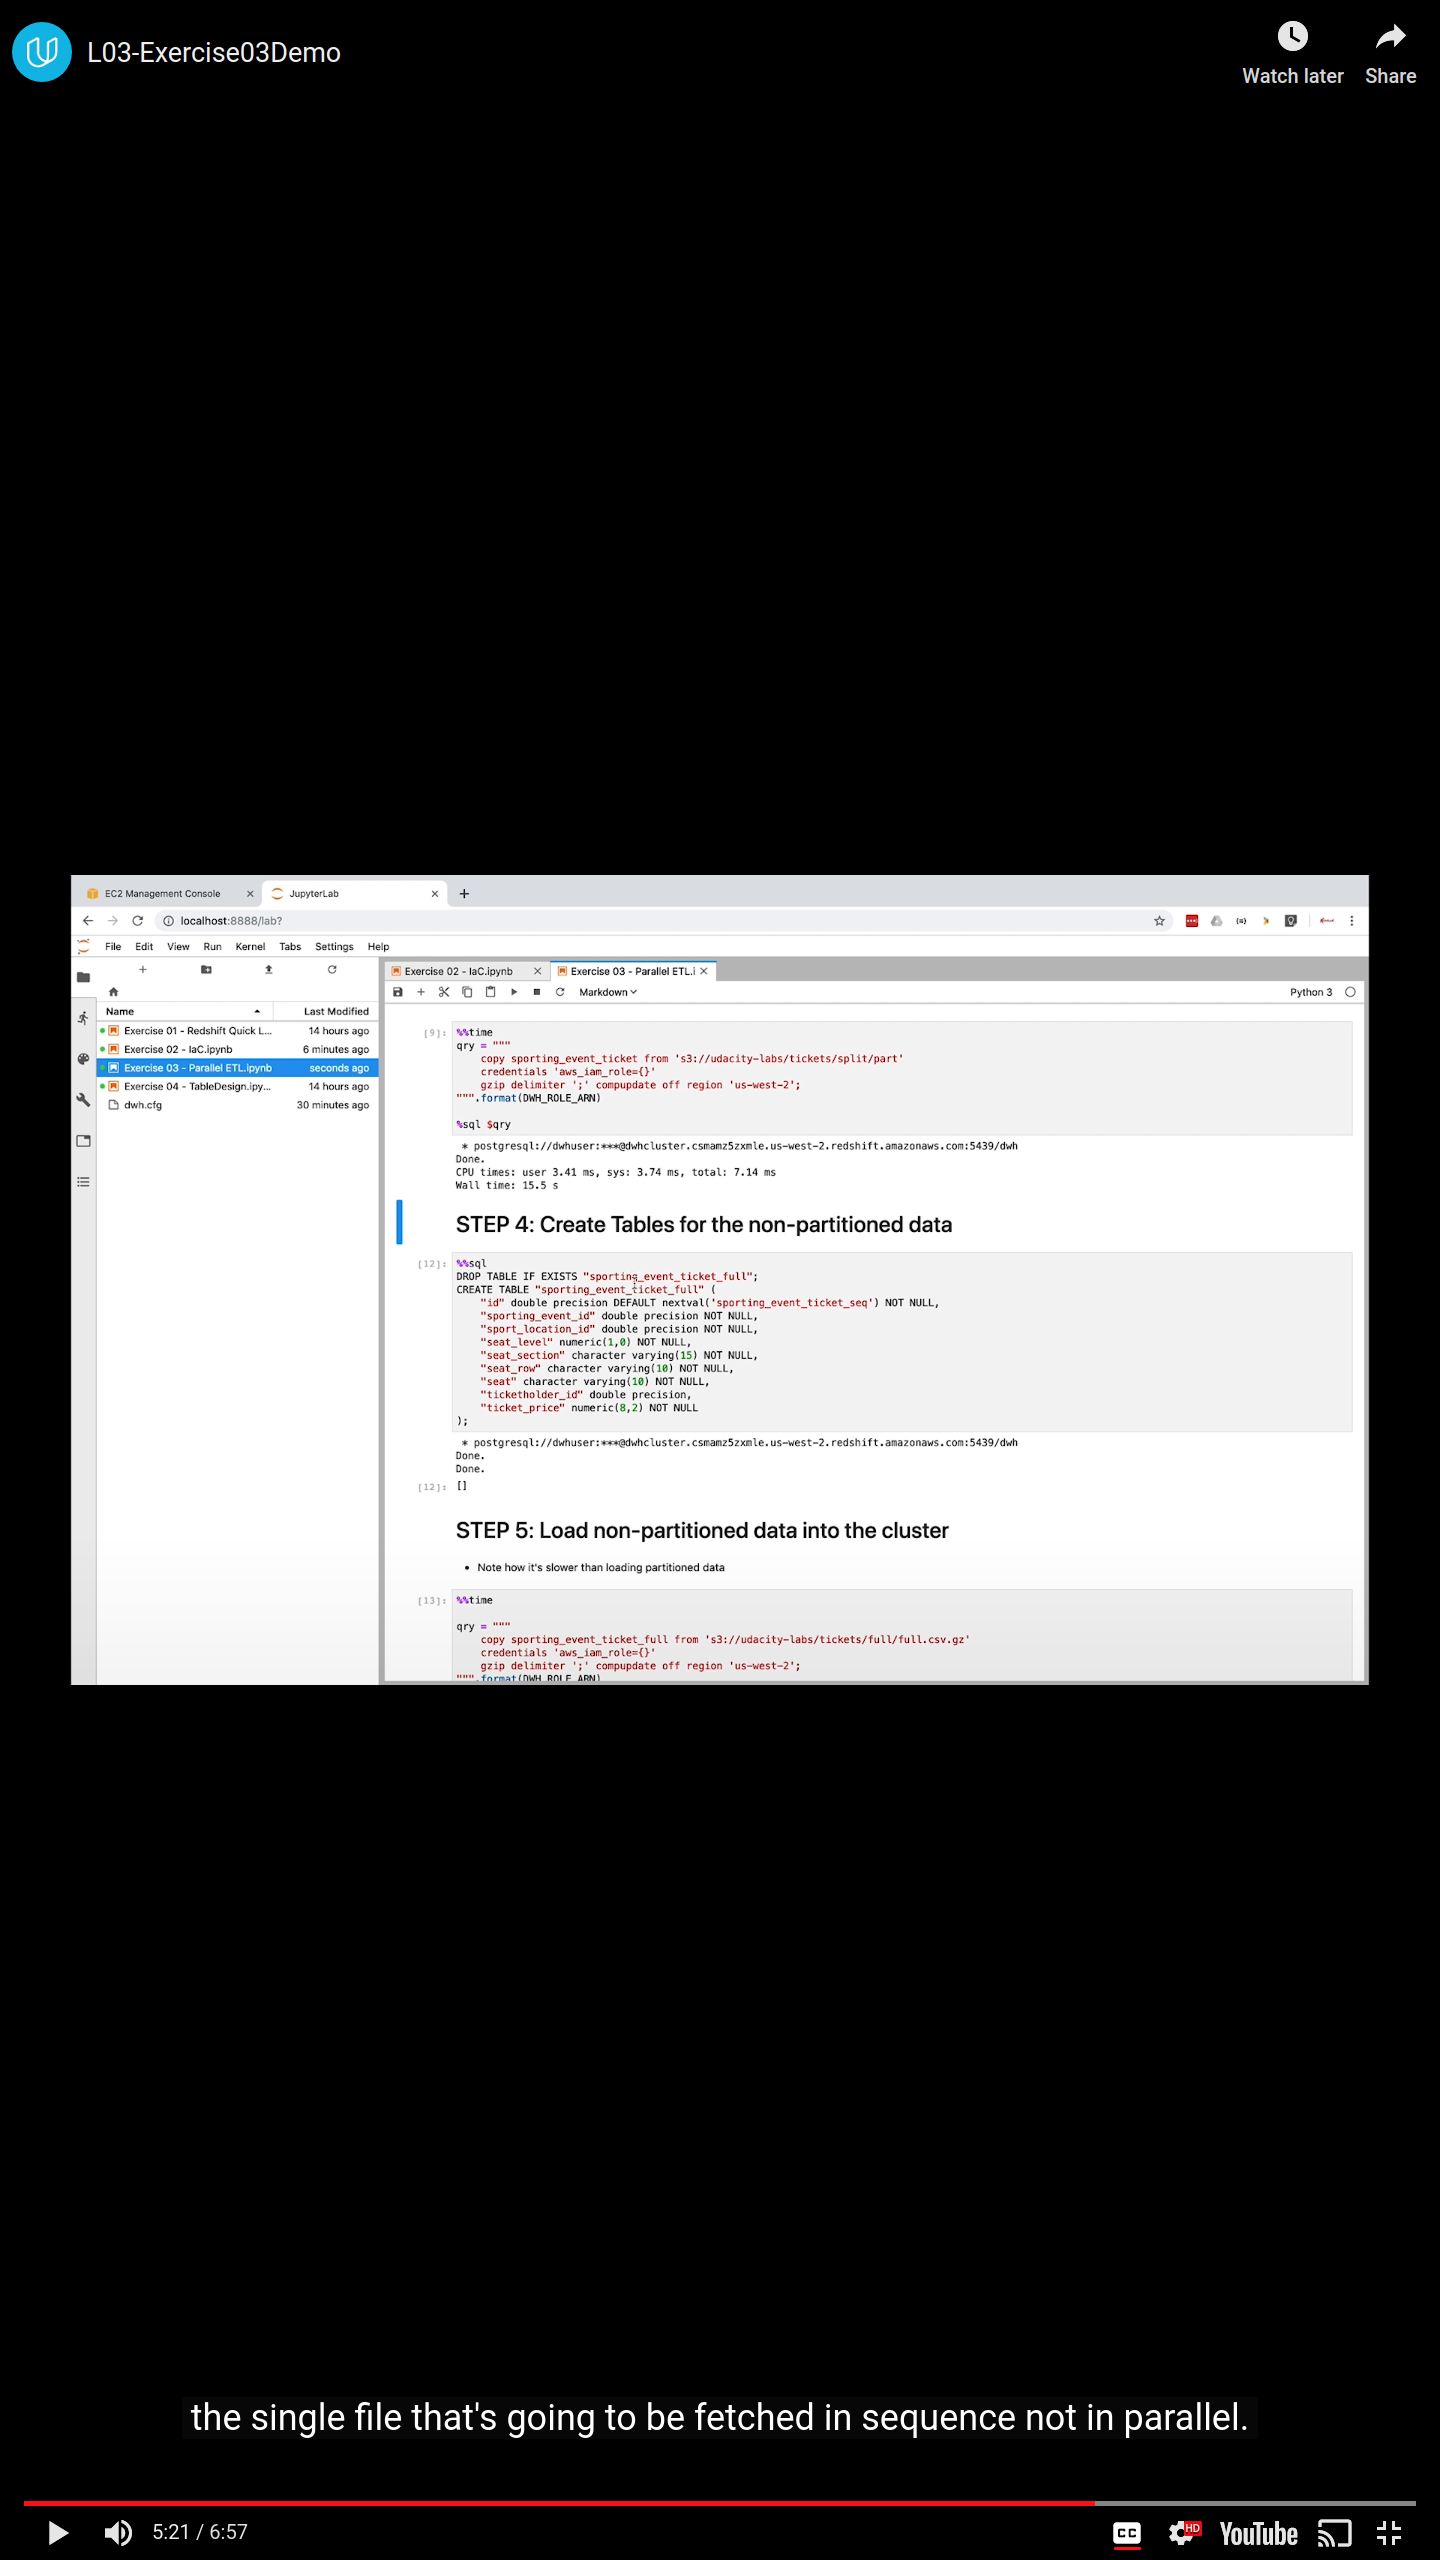 L03-Exercise03Demo
Watch later
Share
EC2 Management Console
JupyterLab
localhost:8888/lab?
File Edit View Run Kernel Tabs Settings Help
Exercise 02 - IaC.ipynb
Exercise 03 - Parallel ETL.i
Markdown
Python 3
Name
Last Modified
Exercise 01 - Redshift Quick L... 14 hours ago
Exercise 02 - IaC.ipynb 6 minutes ago
Exercise 03 - Parallel ETL.ipynb seconds ago
Exercise 04 - TableDesign.ipy... 14 hours ago
dwh.cfg 30 minutes ago
[9]: %%time
qry = """
copy sporting_event_ticket from 's3://udacity-labs/tickets/split/part'
credentials 'aws_iam_role={}'
gzip delimiter ';' compupdate off region 'us-west-2';
""".format(DWH_ROLE_ARN)
%sql $qry
* postgresql://dwhuser:***@dwhcluster.csmamz5zxmle.us-west-2.redshift.amazonaws.com:5439/dwh
Done.
CPU times: user 3.41 ms, sys: 3.74 ms, total: 7.14 ms
Wall time: 15.5 s
STEP 4: Create Tables for the non-partitioned data
[12]: %%sql
DROP TABLE IF EXISTS "sporting_event_ticket_full";
CREATE TABLE "sporting_event_ticket_full" (
"id" double precision DEFAULT nextval('sporting_event_ticket_seq') NOT NULL,
"sporting_event_id" double precision NOT NULL,
"sport_location_id" double precision NOT NULL,
"seat_level" numeric(1,0) NOT NULL,
"seat_section" character varying(15) NOT NULL,
"seat_row" character varying(10) NOT NULL,
"seat" character varying(10) NOT NULL,
"ticketholder_id" double precision,
"ticket_price" numeric(8,2) NOT NULL
);
* postgresql://dwhuser:***@dwhcluster.csmamz5zxmle.us-west-2.redshift.amazonaws.com:5439/dwh
Done.
Done.
[12]: []
STEP 5: Load non-partitioned data into the cluster
• Note how it's slower than loading partitioned data
[13]: %%time
qry = """
copy sporting_event_ticket_full from 's3://udacity-labs/tickets/full/full.csv.gz'
credentials 'aws_iam_role={}'
gzip delimiter ';' compupdate off region 'us-west-2';
""".format(DWH_ROLE_ARN)
the single file that's going to be fetched in sequence not in parallel.
5:21 / 6:57
CC
HD
YouTube